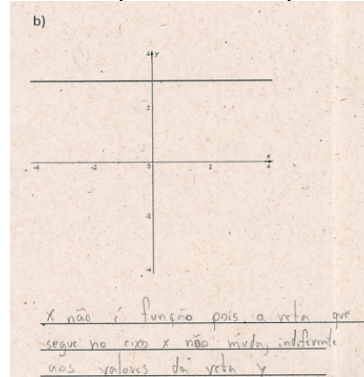 b)
y
2
x
-4
-2
0
2
4
-2
-4
x não é função pois a reta que
segue no eixo x não muda, indiferente
aos valores da reta y